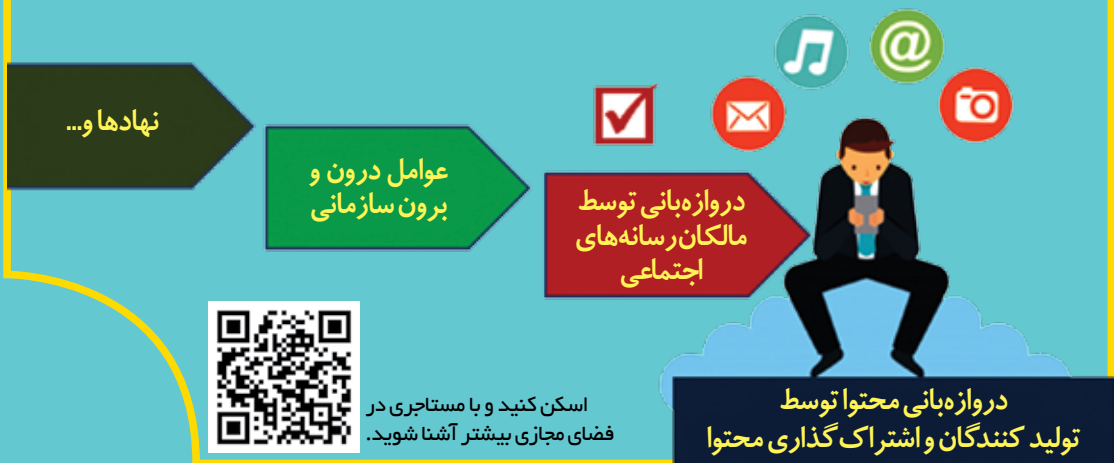 نهادها و...
عوامل درون و
برون سازمانی
دروازه‌بانی توسط
مالکان رسانه‌های
اجتماعی
اسکن کنید و با مستاجری در
فضای مجازی بیشتر آشنا شوید.
دروازه‌بانی محتوا توسط
تولید کنندگان و اشتراک گذاری محتوا
@